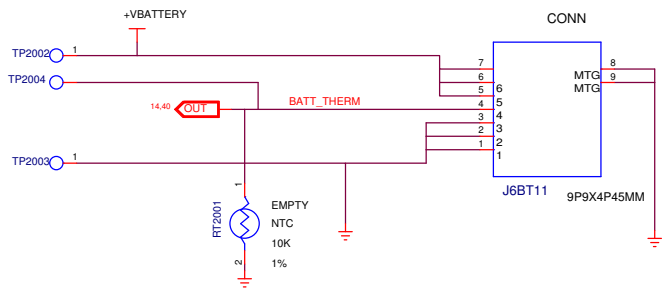 +VBATTERY
CONN
TP2002 1
7 8
TP2004
6 MTG 9
5 6 MTG
14,40 OUT BATT_THERM 4 5
3 4
2 3
TP2003 1
1 2
1
1
J6BT11
9P9X4P45MM
RT2001
EMPTY
NTC
10K
2 1%